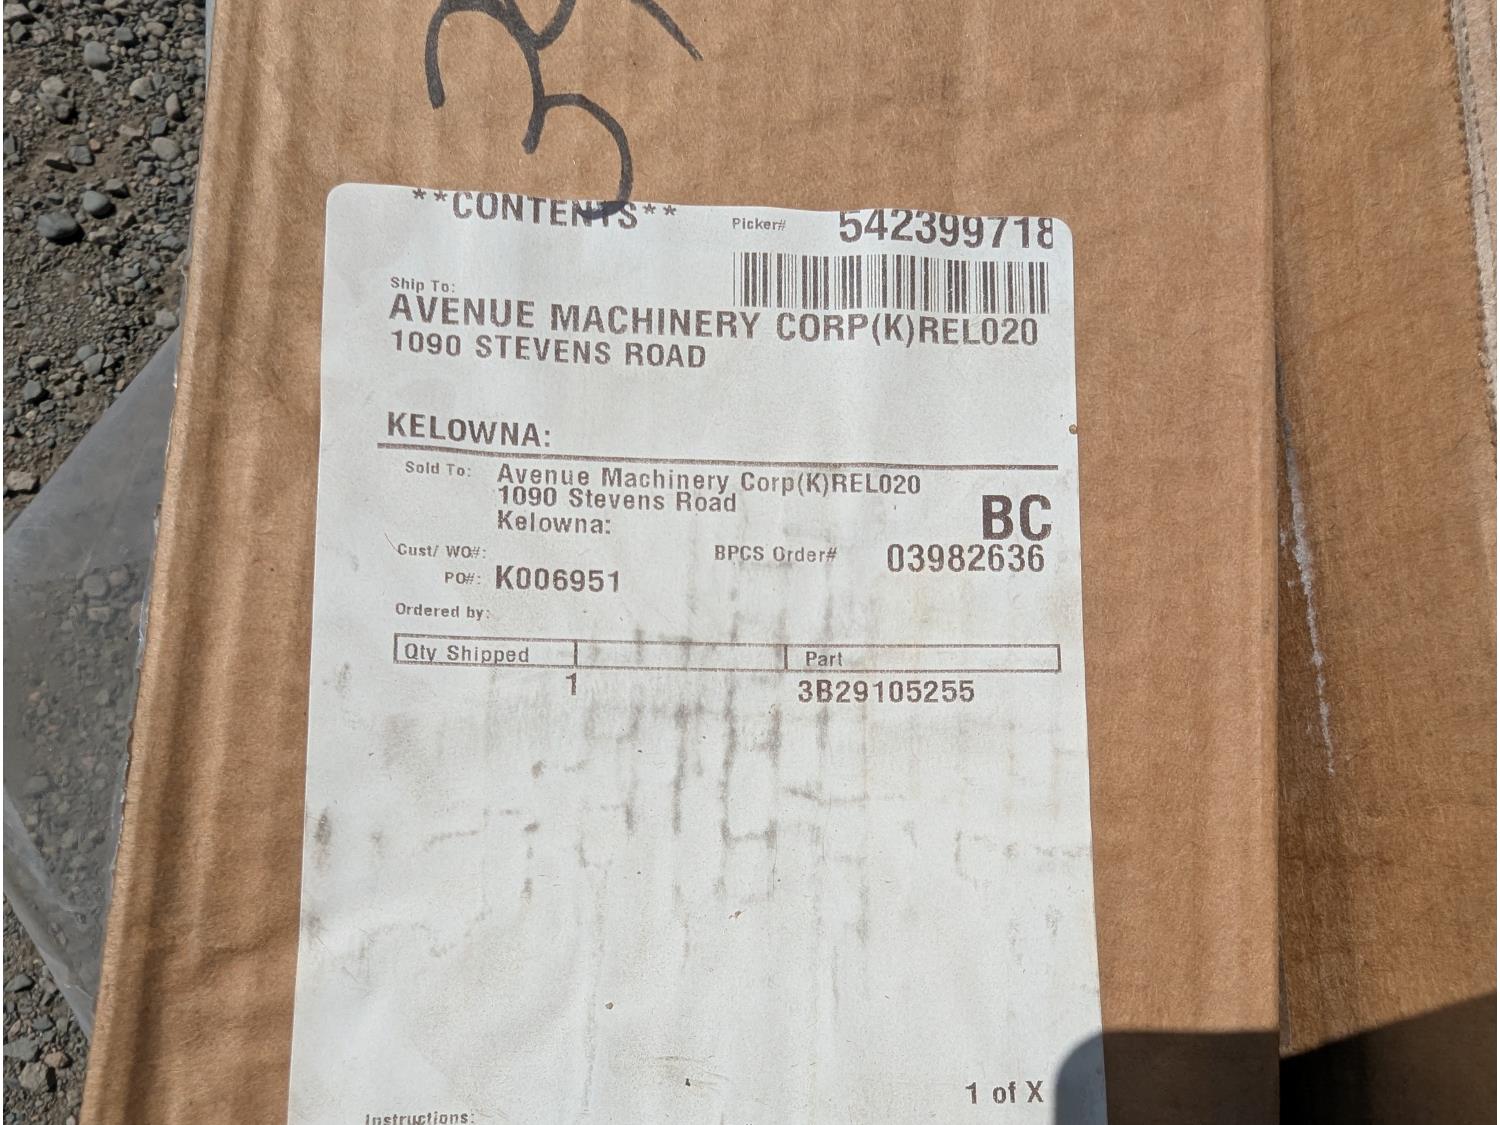 **CONTENTS**
Picker# 542399718
Ship To:
AVENUE MACHINERY CORP(K)REL020
1090 STEVENS ROAD
KELOWNA:
Sold To: Avenue Machinery Corp(K)REL020
1090 Stevens Road
Kelowna:
BC
Cust/ WO#:
BPCS Order# 03982636
PO#: K006951
Ordered by:
Qty Shipped Part
1 3B29105255
1 of X
Instructions: